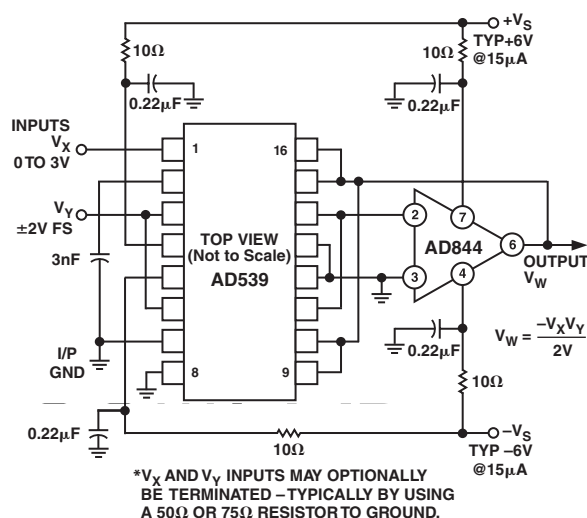 +VS
TYP+6V
@15µA
10Ω
10Ω
0.22µF
0.22µF
INPUTS
VX
0 TO 3V
VY
±2V FS
3nF
I/P
GND
1
16
TOP VIEW
(Not to Scale)
AD539
8
9
2
3
7
4
6
AD844
OUTPUT
VW
VW = –VXVY
2V
0.22µF
10Ω
0.22µF
10Ω
–VS
TYP –6V
@15µA
*VX AND VY INPUTS MAY OPTIONALLY
BE TERMINATED – TYPICALLY BY USING
A 50Ω OR 75Ω RESISTOR TO GROUND.